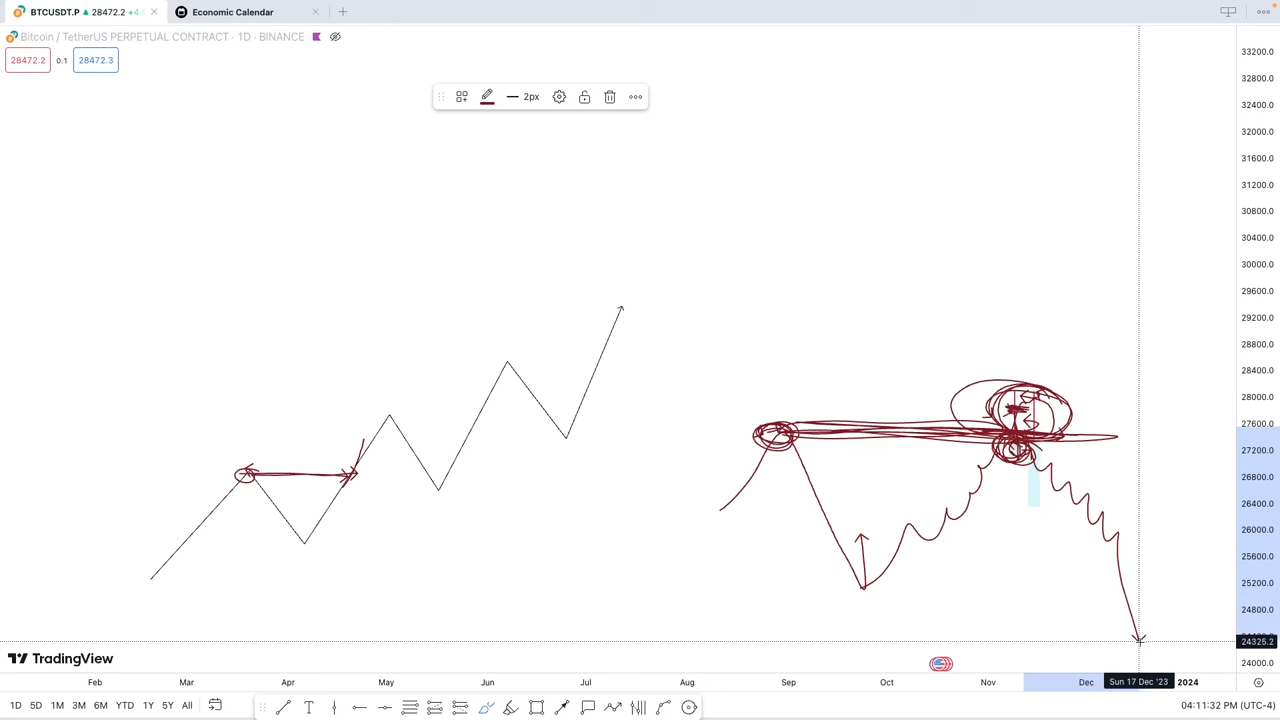 BTCUSDT.P ▲ 28472.2 +4.
Economic Calendar
Bitcoin / TetherUS PERPETUAL CONTRACT · 1D · BINANCE
28472.2 0.1 28472.3
2px
33200.0
32800.0
32400.0
32000.0
31600.0
31200.0
30800.0
30400.0
30000.0
29600.0
29200.0
28800.0
28400.0
28000.0
27600.0
27200.0
26800.0
26400.0
26000.0
25600.0
25200.0
24800.0
24325.2
24000.0
TradingView
Feb Mar Apr May Jun Jul Aug Sep Oct Nov Dec Sun 17 Dec '23 2024
1D 5D 1M 3M 6M YTD 1Y 5Y All
04:11:32 PM (UTC-4)